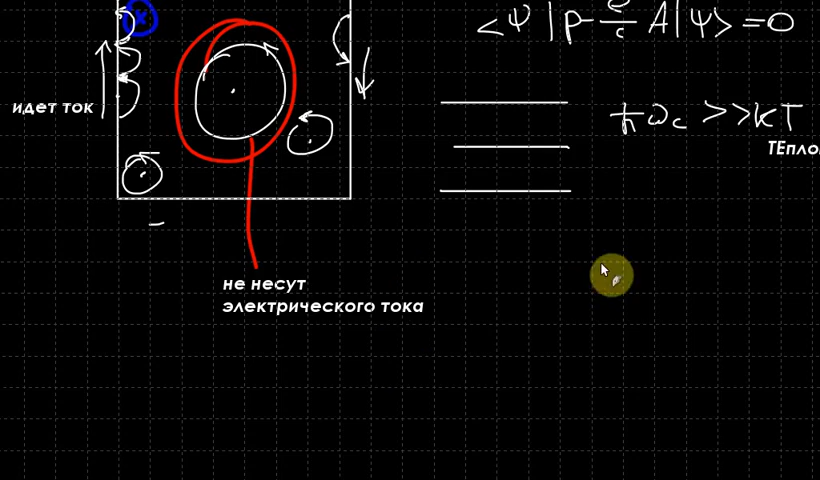 <Ψ|p-e/c A|Ψ>=0
идет ток
ħω_c >>kT
ТЕпло
-
не несут
электрического тока